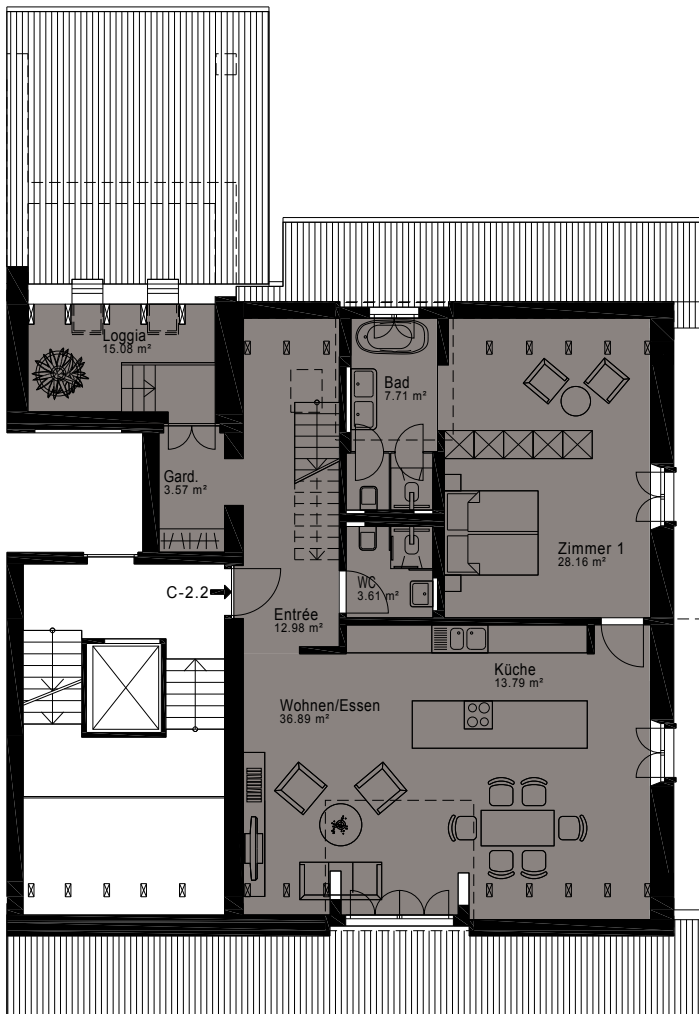 Loggia
15.08 m²
Bad
7.71 m²
Gard.
3.57 m²
Zimmer 1
28.16 m²
WC
3.61 m²
C-2.2
Entrée
12.98 m²
Küche
13.79 m²
Wohnen/Essen
36.89 m²